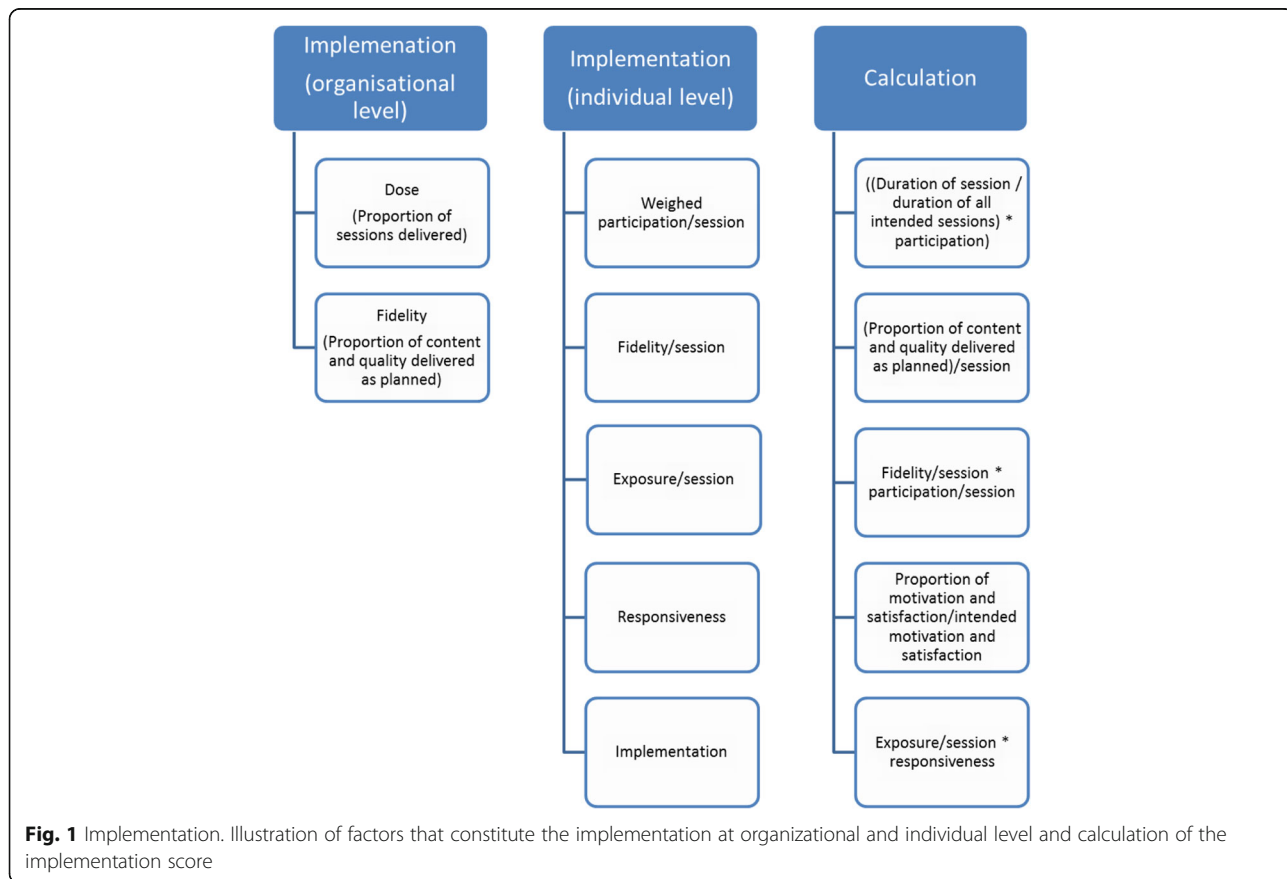 Implemenation
(organisational
level)
Dose
(Proportion of
sessions delivered)
Fidelity
(Proportion of content
and quality delivered
as planned)
Implementation
(individual level)
Weighed
participation/session
Fidelity/session
Exposure/session
Responsiveness
Implementation
Calculation
((Duration of session /
duration of all
intended sessions) *
participation)
(Proportion of content
and quality delivered
as planned)/session
Fidelity/session *
participation/session
Proportion of
motivation and
satisfaction/intended
motivation and
satisfaction
Exposure/session *
responsiveness
Fig. 1 Implementation. Illustration of factors that constitute the implementation at organizational and individual level and calculation of the
implementation score